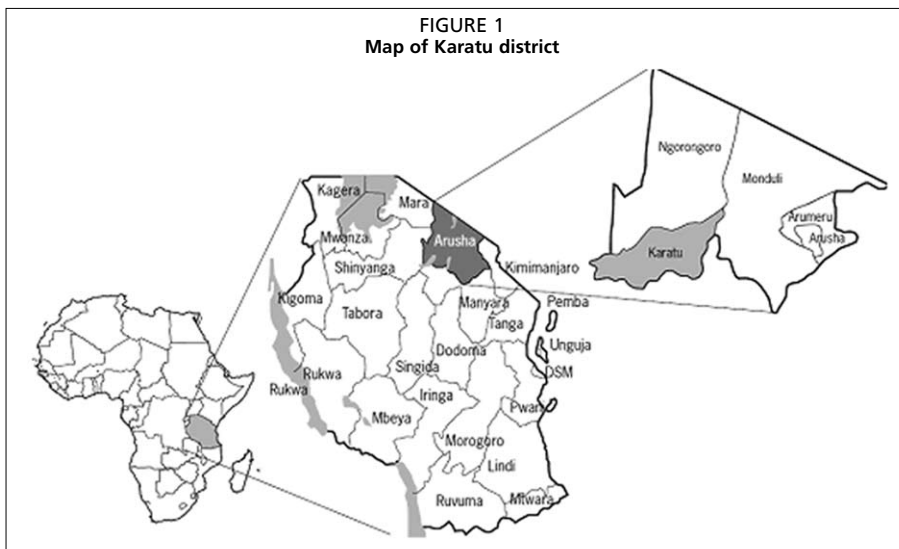 FIGURE 1
Map of Karatu district
Ngorongoro
Monduli
Kagera
Mara
Arumeru
Arusha
Mwanza
Arusha
Karatu
Shinyanga
Kimimanjaro
Kigoma
Manyara
Pemba
Tabora
Tanga
Unguja
Dodoma
DSM
Rukwa
Singida
Rukwa
Iringa
Mbeya
Pwani
Morogoro
Lindi
Ruvuma
Mtwara